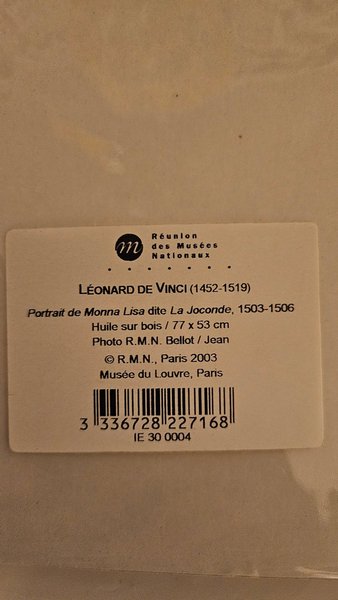 m
Réunion
des Musées
Nationaux
LÉONARD DE VINCI (1452-1519)
Portrait de Monna Lisa dite La Joconde, 1503-1506
Huile sur bois / 77 x 53 cm
Photo R.M.N. Bellot / Jean
© R.M.N., Paris 2003
Musée du Louvre, Paris
3 336728 227168
IE 30 0004